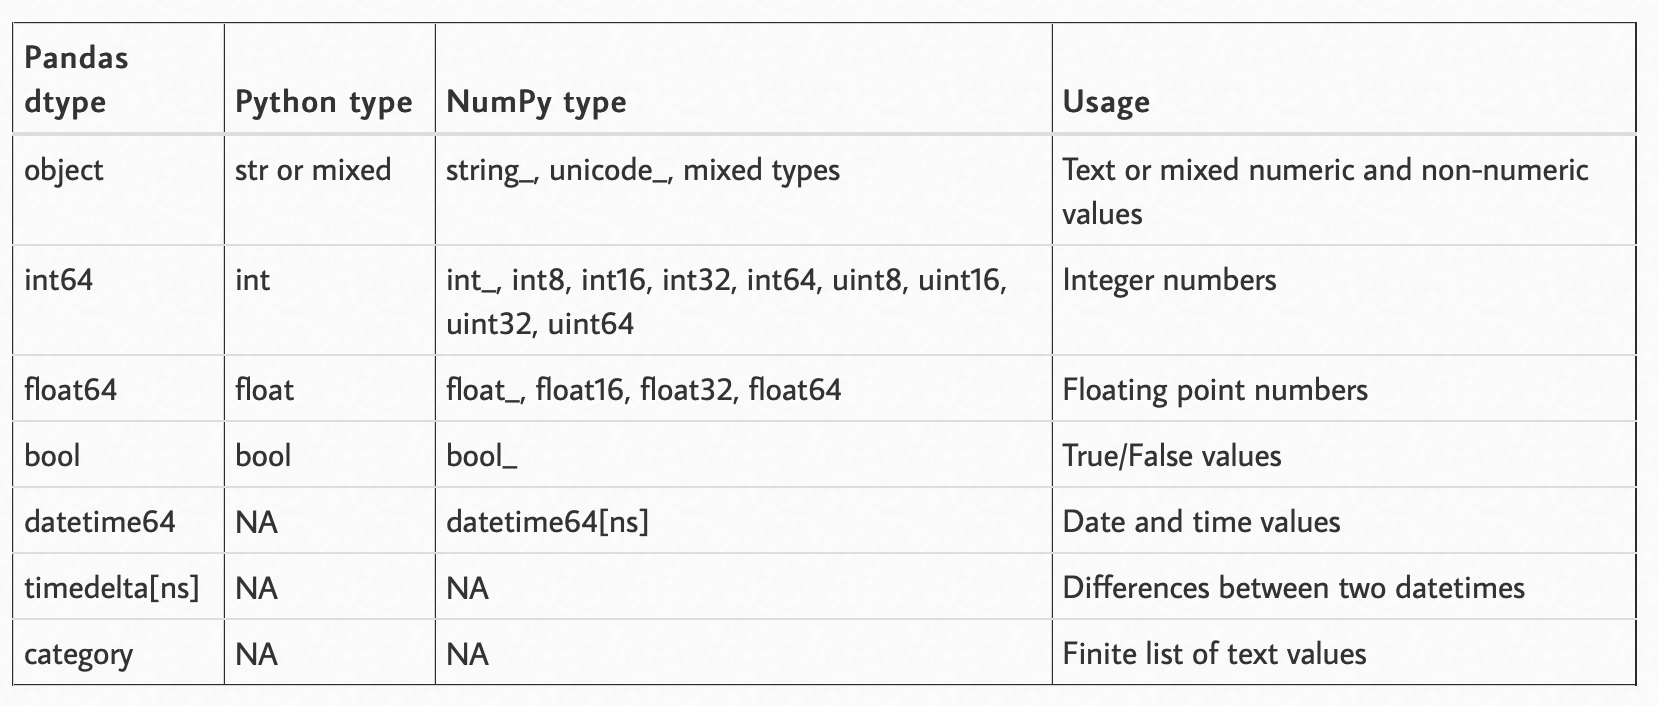 Pandas
dtype Python type NumPy type Usage
object str or mixed string_, unicode_, mixed types Text or mixed numeric and non-numeric
values
int64 int int_, int8, int16, int32, int64, uint8, uint16, Integer numbers
uint32, uint64
float64 float float_, float16, float32, float64 Floating point numbers
bool bool bool_ True/False values
datetime64 NA datetime64[ns] Date and time values
timedelta[ns] NA NA Differences between two datetimes
category NA NA Finite list of text values